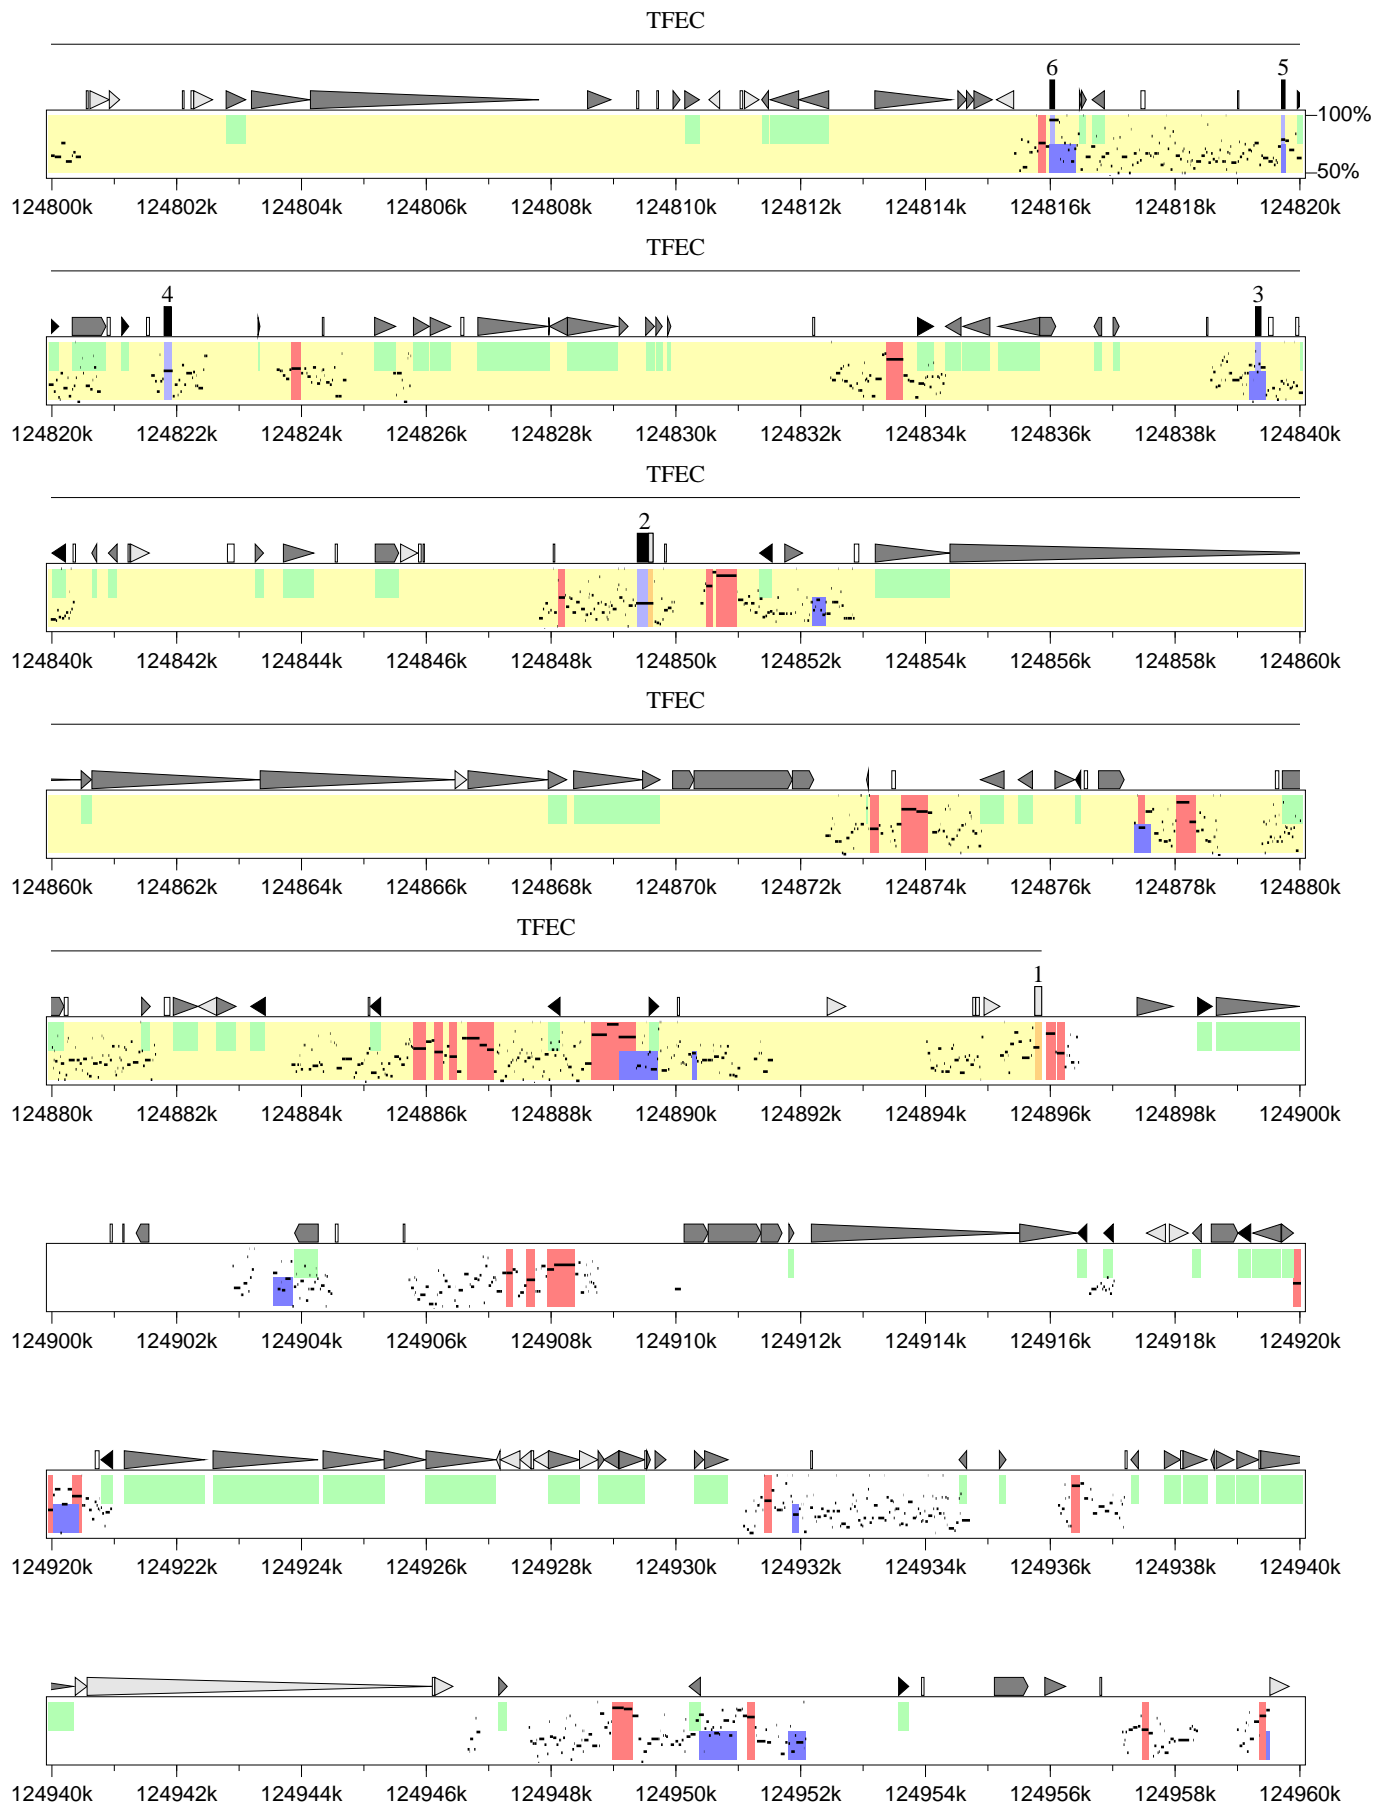 TFEC
6 5
100%
50%
124800k 124802k 124804k 124806k 124808k 124810k 124812k 124814k 124816k 124818k 124820k
TFEC
4 3
124820k 124822k 124824k 124826k 124828k 124830k 124832k 124834k 124836k 124838k 124840k
TFEC
2
124840k 124842k 124844k 124846k 124848k 124850k 124852k 124854k 124856k 124858k 124860k
TFEC
124860k 124862k 124864k 124866k 124868k 124870k 124872k 124874k 124876k 124878k 124880k
TFEC
1
124880k 124882k 124884k 124886k 124888k 124890k 124892k 124894k 124896k 124898k 124900k
124900k 124902k 124904k 124906k 124908k 124910k 124912k 124914k 124916k 124918k 124920k
124920k 124922k 124924k 124926k 124928k 124930k 124932k 124934k 124936k 124938k 124940k
124940k 124942k 124944k 124946k 124948k 124950k 124952k 124954k 124956k 124958k 124960k